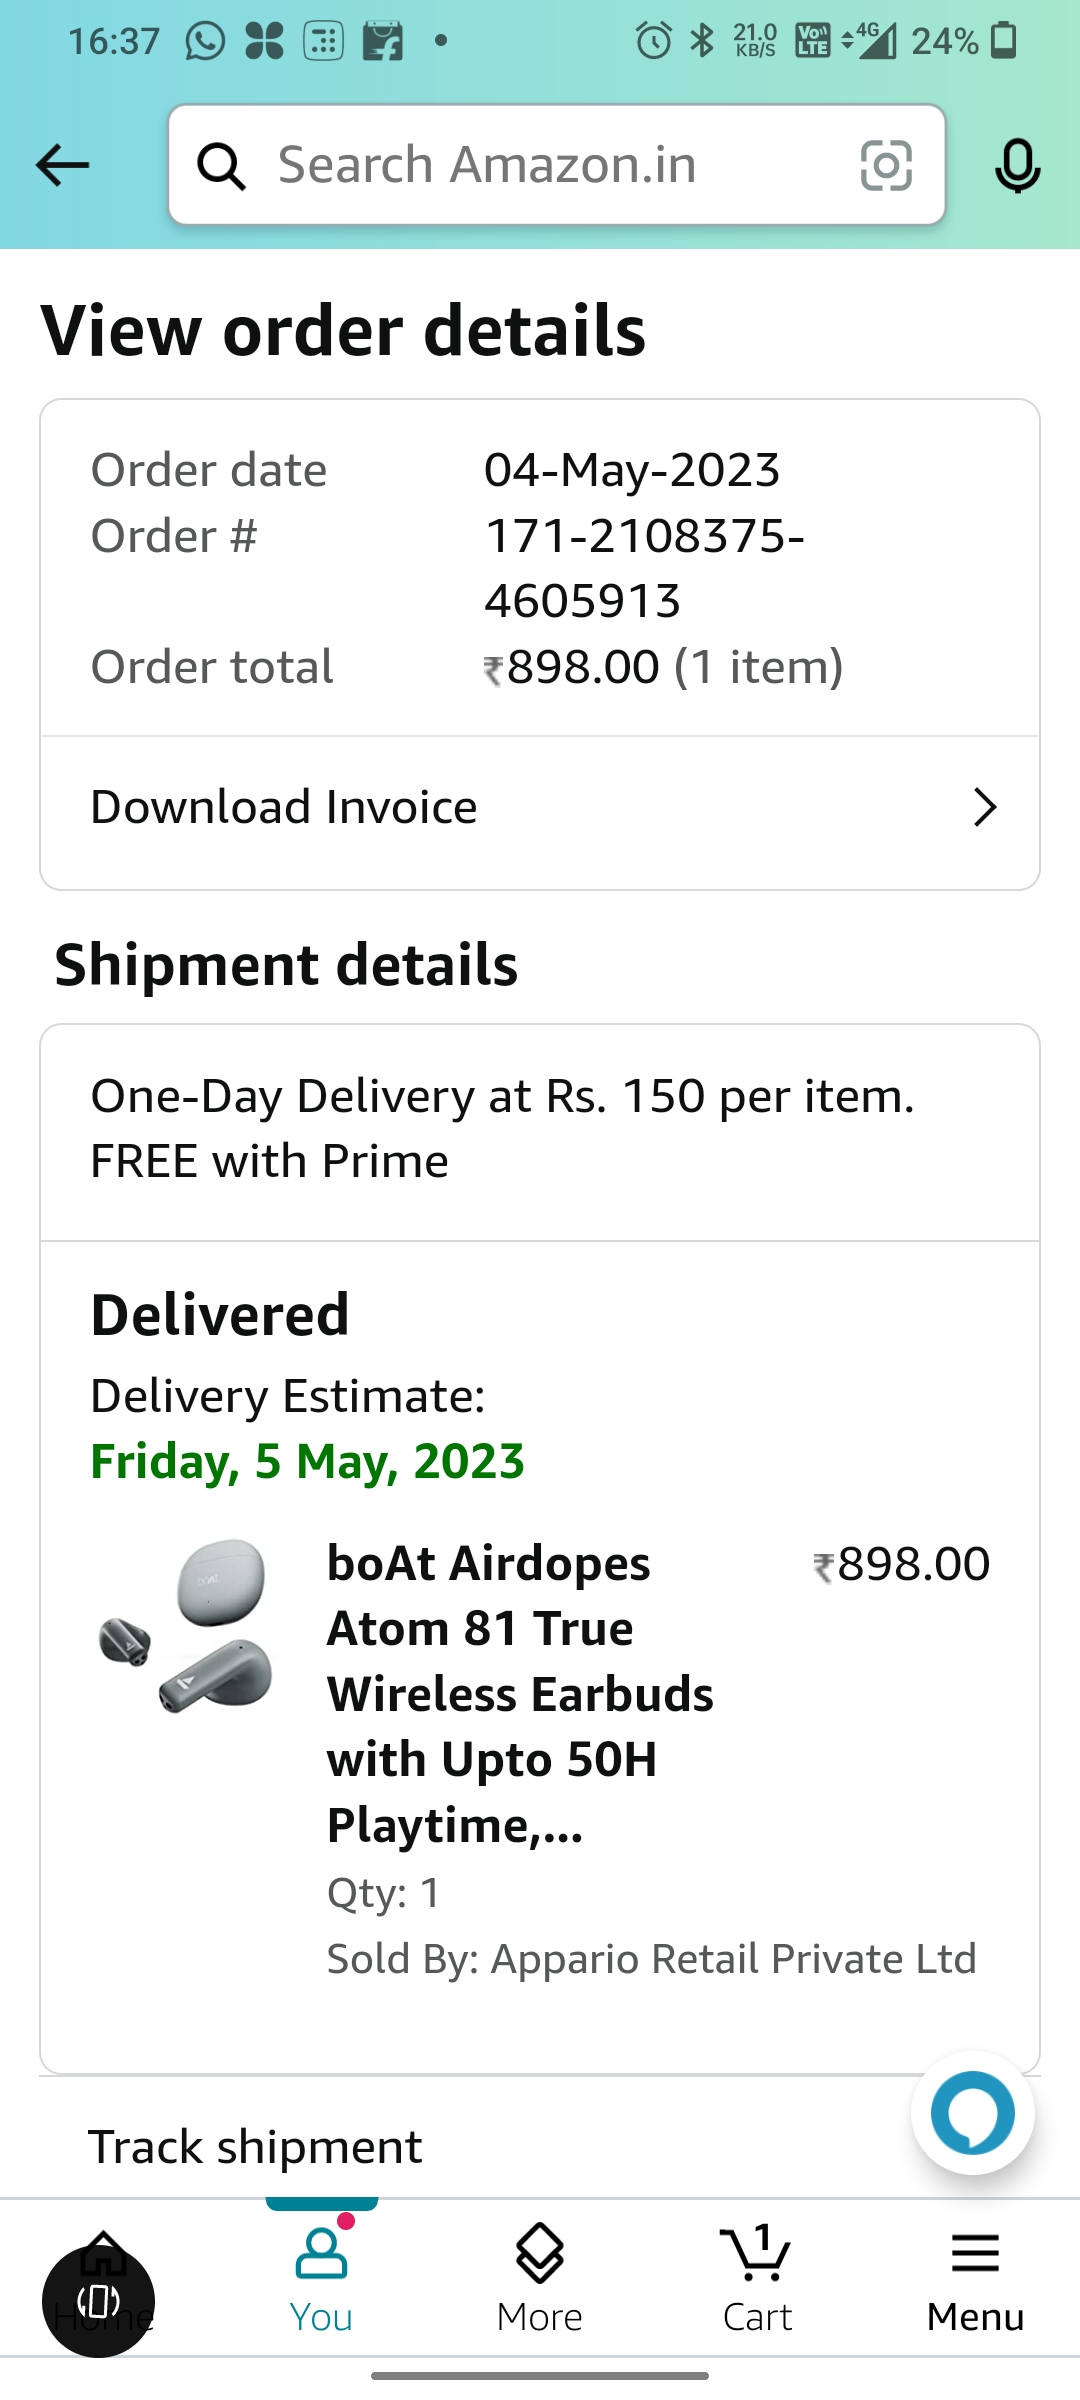 16:37 21.0 KB/S Vo LTE 4G 24%
Search Amazon.in
View order details
Order date 04-May-2023
Order # 171-2108375-
4605913
Order total ₹898.00 (1 item)
Download Invoice
Shipment details
One-Day Delivery at Rs. 150 per item.
FREE with Prime
Delivered
Delivery Estimate:
Friday, 5 May, 2023
boAt Airdopes ₹898.00
Atom 81 True
Wireless Earbuds
with Upto 50H
Playtime,...
Qty: 1
Sold By: Appario Retail Private Ltd
Track shipment
1
Home You More Cart Menu